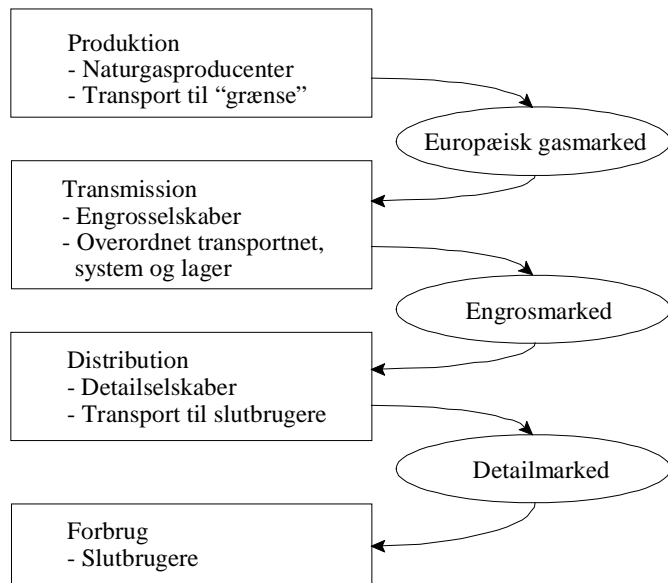 Produktion
- Naturgasproducenter
- Transport til “grænse”
Europæisk gasmarked
Transmission
- Engrosselskaber
- Overordnet transportnet,
system og lager
Engrosmarked
Distribution
- Detailselskaber
- Transport til slutbrugere
Detailmarked
Forbrug
- Slutbrugere